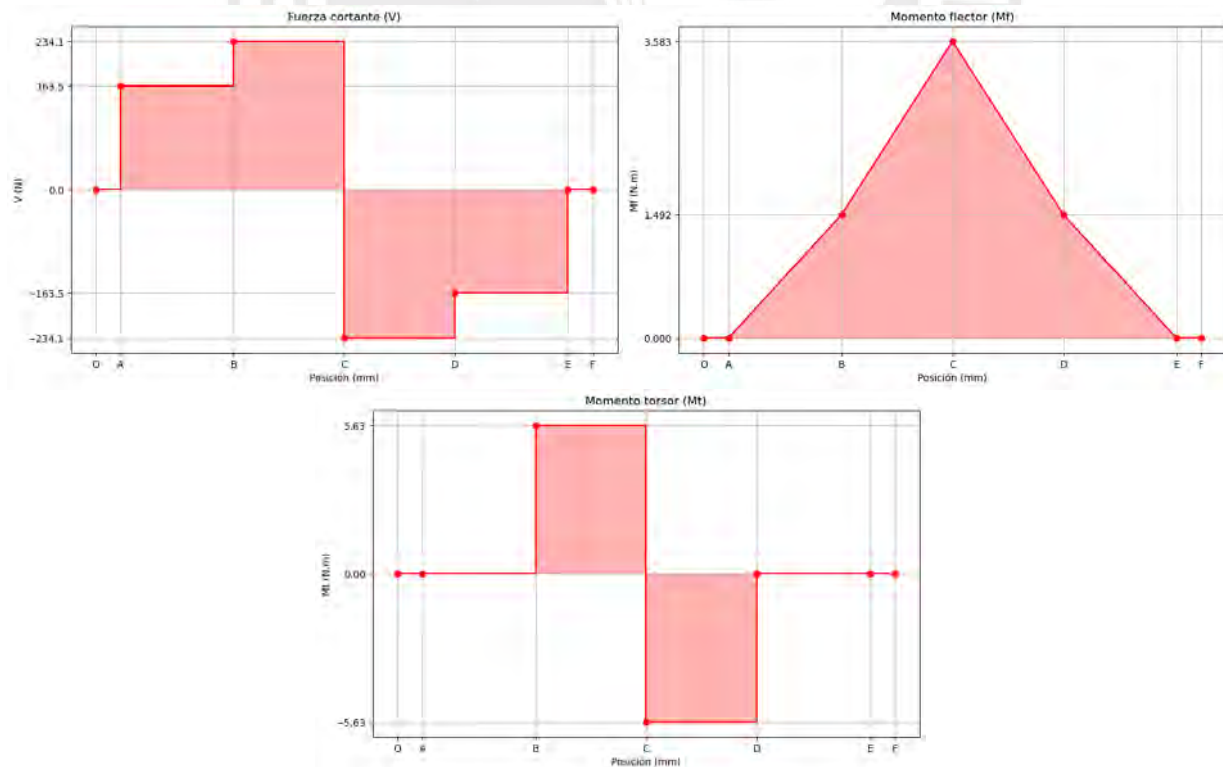 Fuerza cortante (V)
234.1
163.5
0.0
−163.5
−234.1
V (N)
O A B C D E F
Posición (mm)
Momento flector (Mf)
3.583
1.492
0.000
Mf (N.m)
O A B C D E F
Posición (mm)
Momento torsor (Mt)
5.63
0.00
−5.63
Mt (N.m)
O A B C D E F
Posición (mm)